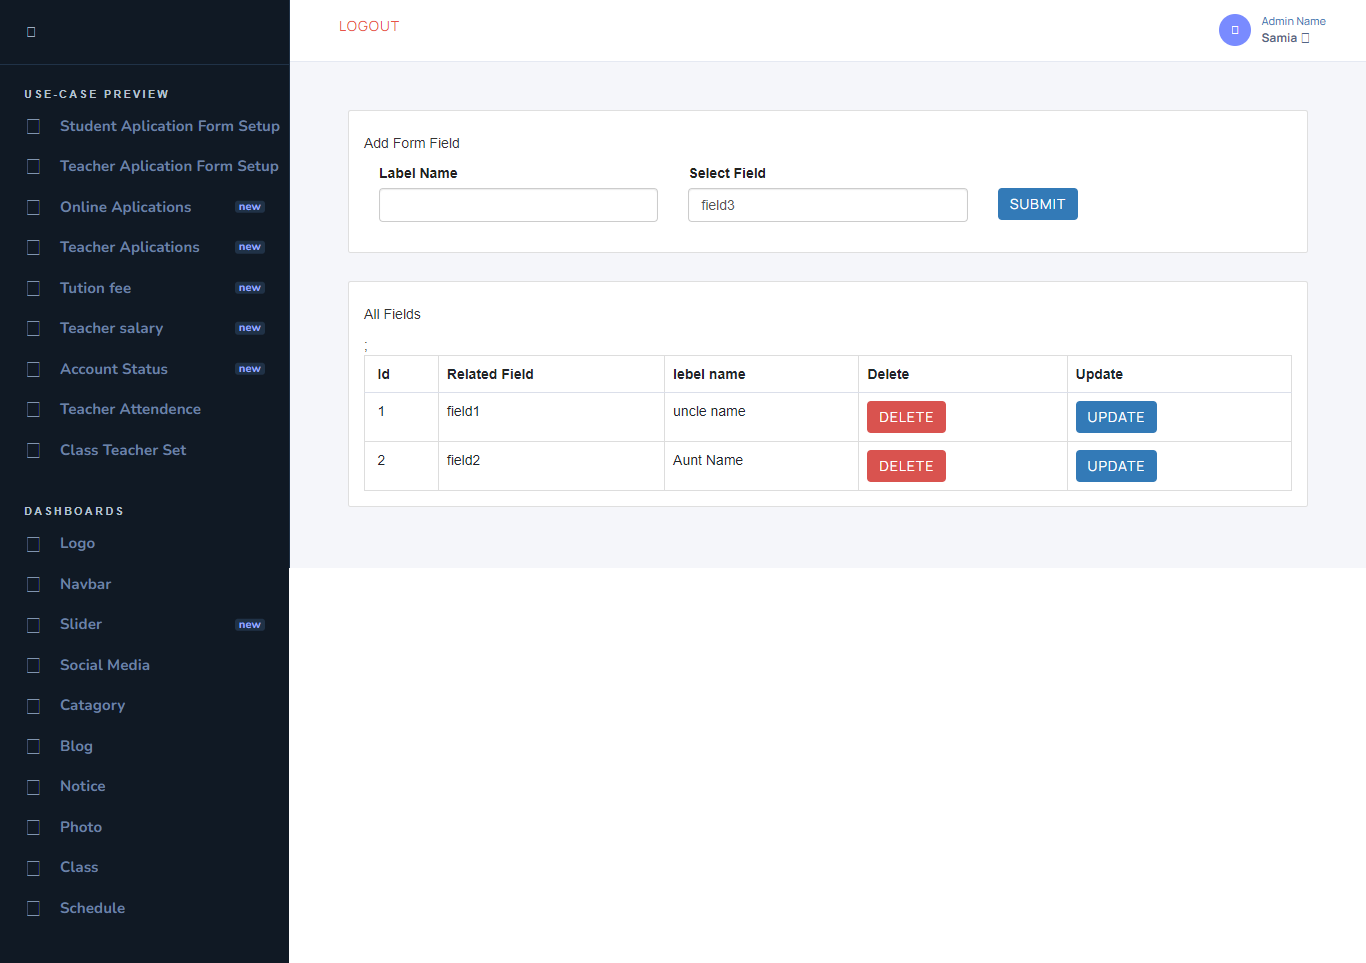 USE-CASE PREVIEW
Student Aplication Form Setup
Teacher Aplication Form Setup
Online Aplications new
Teacher Aplications new
Tution fee new
Teacher salary new
Account Status new
Teacher Attendence
Class Teacher Set
DASHBOARDS
Logo
Navbar
Slider new
Social Media
Catagory
Blog
Notice
Photo
Class
Schedule
LOGOUT
Admin Name
Samia
Add Form Field
Label Name Select Field
field3 SUBMIT
All Fields
;
Id Related Field lebel name Delete Update
1 field1 uncle name DELETE UPDATE
2 field2 Aunt Name DELETE UPDATE